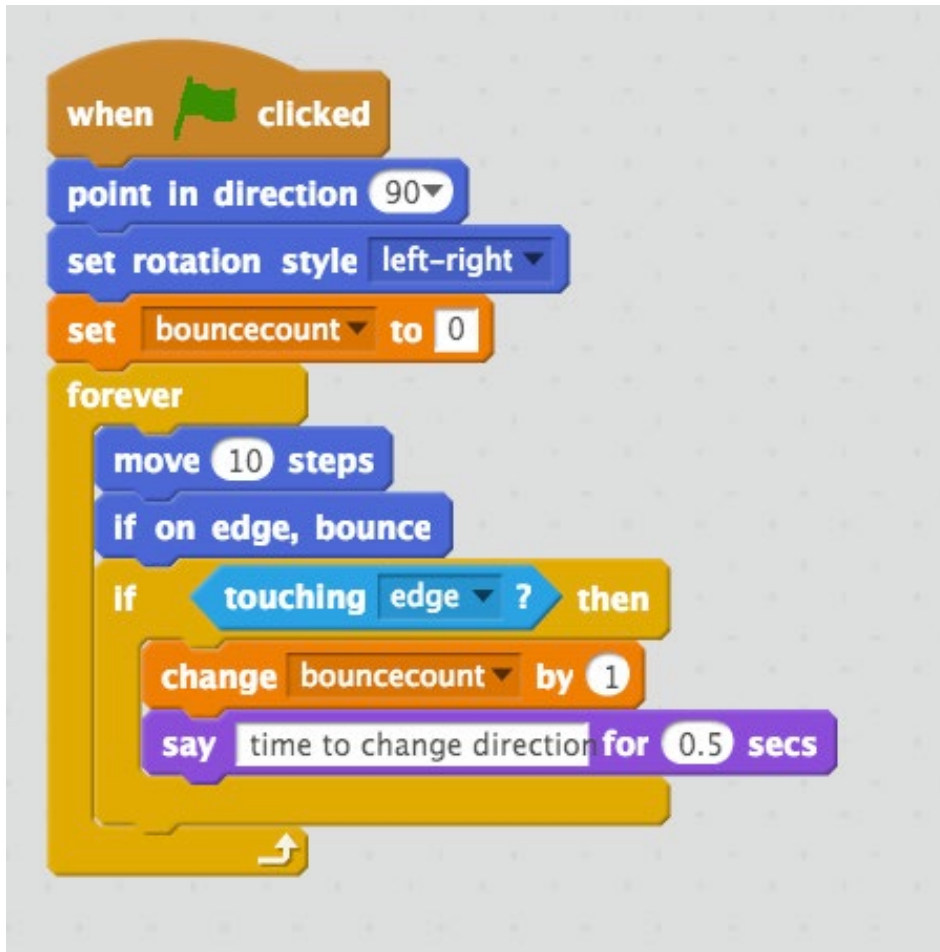 when clicked
point in direction 90
set rotation style left-right
set bouncecount to 0
forever
move 10 steps
if on edge, bounce
if touching edge ? then
change bouncecount by 1
say time to change direction for 0.5 secs